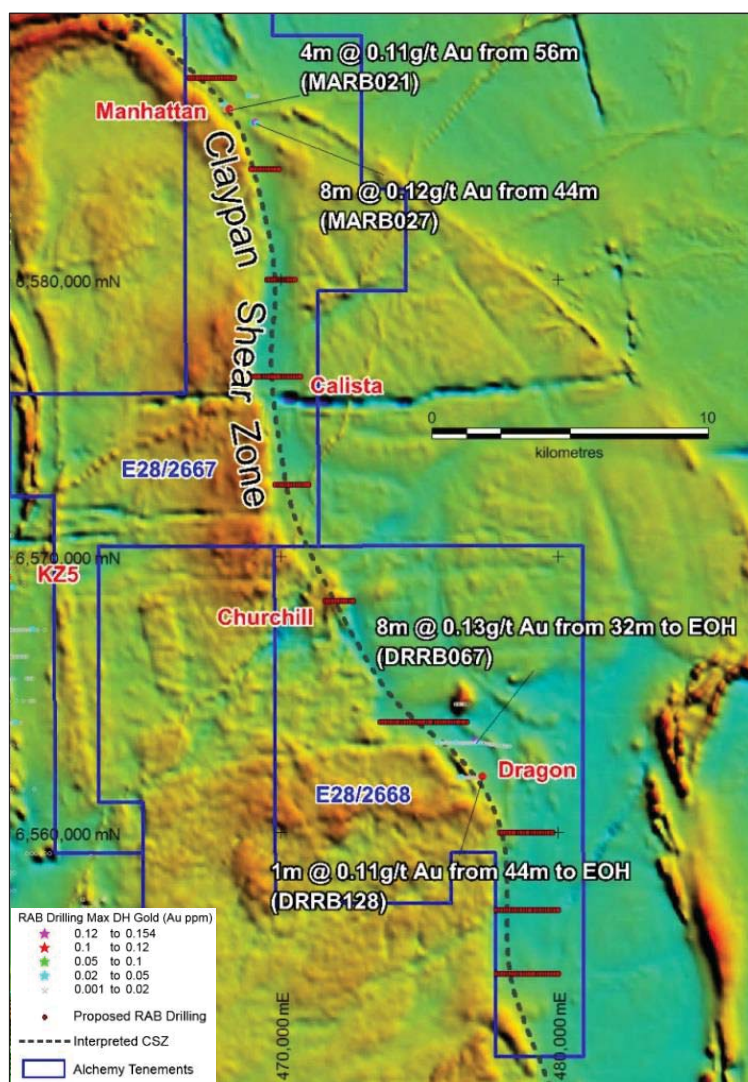 4m @ 0.11g/t Au from 56m
(MARB021)
Manhattan
Claypan Shear Zone
8m @ 0.12g/t Au from 44m
(MARB027)
6,580,000 mN
Calista
0 10
kilometres
E28/2667
6,570,000 mN
KZ5
Churchill
8m @ 0.13g/t Au from 32m to EOH
(DRRB067)
Dragon
E28/2668
6,560,000 mN
1m @ 0.11g/t Au from 44m to EOH
(DRRB128)
RAB Drilling Max DH Gold (Au ppm)
0.12 to 0.154
0.1 to 0.12
0.05 to 0.1
0.02 to 0.05
0.001 to 0.02
Proposed RAB Drilling
Interpreted CSZ
Alchemy Tenements
470,000 mE
480,000 mE